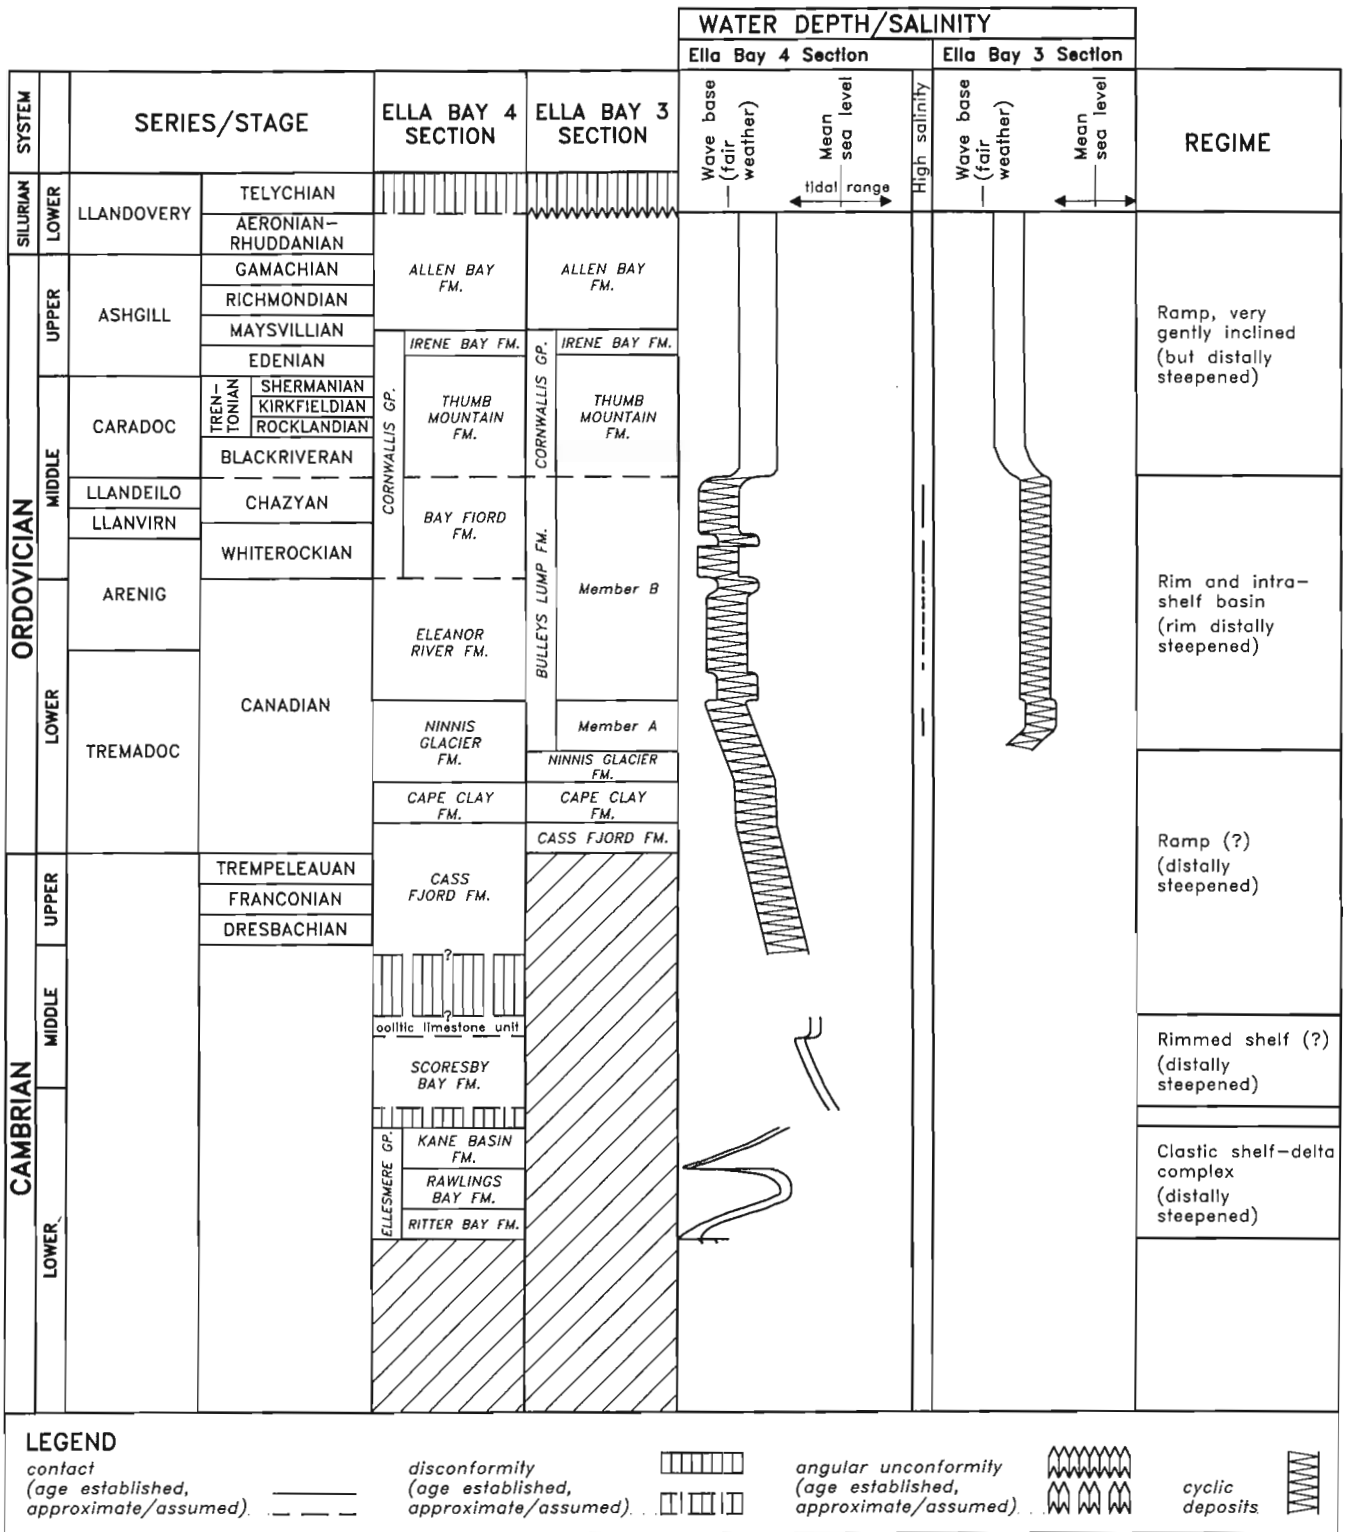 WATER DEPTH/SALINITY
Ella Bay 4 Section
Ella Bay 3 Section
SYSTEM
SERIES/STAGE
ELLA BAY 4
SECTION
ELLA BAY 3
SECTION
Wave base
(fair
weather)
Mean
sea level
tidal range
High salinity
Wave base
(fair
weather)
Mean
sea level
REGIME
SILURIAN
LOWER
LLANDOVERY
TELYCHIAN
AERONIAN-
RHUDDANIAN
ORDOVICIAN
UPPER
ASHGILL
GAMACHIAN
RICHMONDIAN
MAYSVILLIAN
EDENIAN
MIDDLE
CARADOC
TREN-
TONIAN
SHERMANIAN
KIRKFIELDIAN
ROCKLANDIAN
BLACKRIVERAN
LLANDEILO
LLANVIRN
CHAZYAN
WHITEROCKIAN
LOWER
ARENIG
TREMADOC
CANADIAN
CAMBRIAN
UPPER
TREMPELEAUAN
FRANCONIAN
DRESBACHIAN
MIDDLE
LOWER
ALLEN BAY
FM.
CORNWALLIS GP.
IRENE BAY FM.
THUMB
MOUNTAIN
FM.
BAY FIORD
FM.
ELEANOR
RIVER FM.
NINNIS
GLACIER
FM.
CAPE CLAY
FM.
CASS
FJORD FM.
?
?
oolitic limestone unit
SCORESBY
BAY FM.
ELLESMERE GP.
KANE BASIN
FM.
RAWLINGS
BAY FM.
RITTER BAY FM.
ALLEN BAY
FM.
CORNWALLIS GP.
IRENE BAY FM.
THUMB
MOUNTAIN
FM.
BULLEYS LUMP FM.
Member B
Member A
NINNIS GLACIER
FM.
CAPE CLAY
FM.
CASS FJORD FM.
Ramp, very
gently inclined
(but distally
steepened)
Rim and intra-
shelf basin
(rim distally
steepened)
Ramp (?)
(distally
steepened)
Rimmed shelf (?)
(distally
steepened)
Clastic shelf-delta
complex
(distally
steepened)
LEGEND
contact
(age established,
approximate/assumed).
disconformity
(age established,
approximate/assumed). . .
angular unconformity
(age established,
approximate/assumed). . .
cyclic
deposits